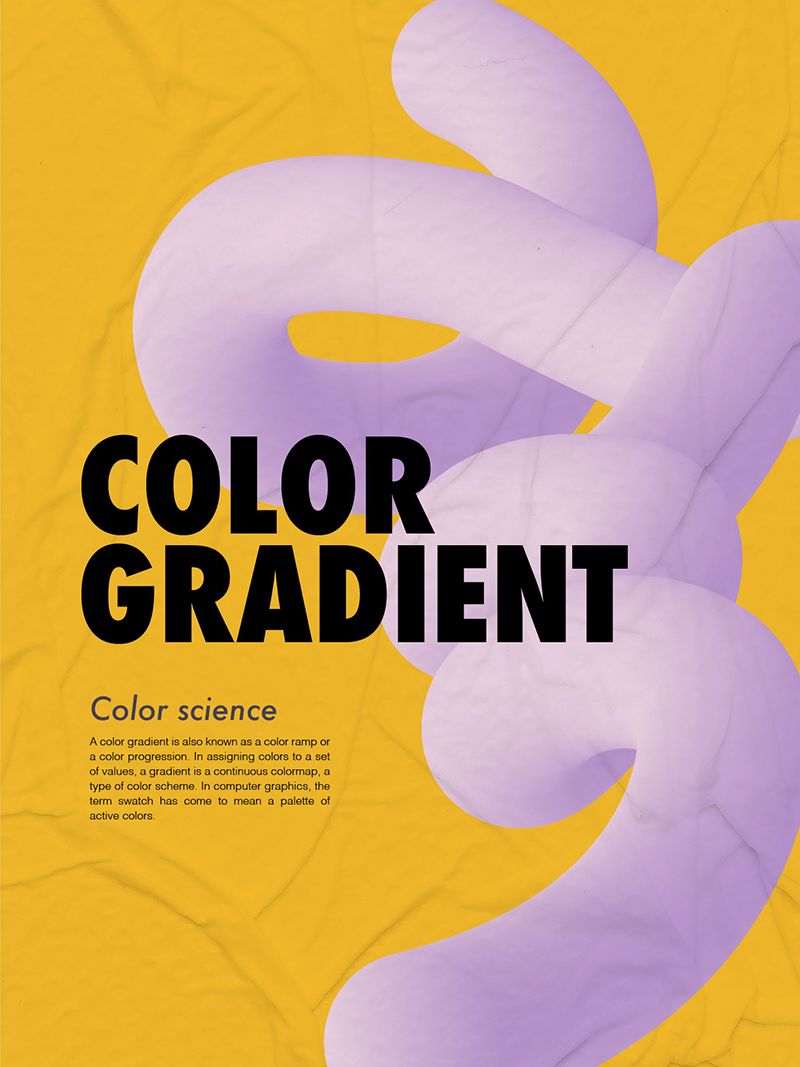 COLOR
GRADIENT
Color science
A color gradient is also known as a color ramp or
a color progression. In assigning colors to a set
of values, a gradient is a continuous colormap, a
type of color scheme. In computer graphics, the
term swatch has come to mean a palette of
active colors.